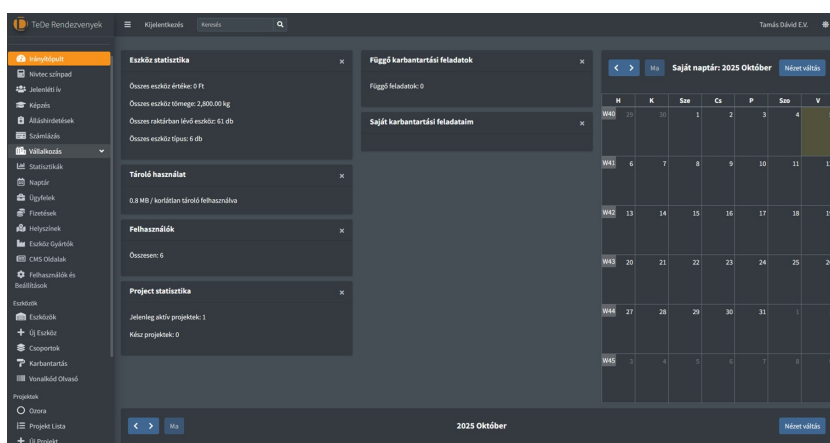 TeDe Rendezvények
Kijelentkezés
Keresés
Tamás Dávid E.V.
Irányítópult
Nivtec színpad
Jelenléti ív
Képzés
Álláshirdetések
Számlázás
Vállalkozás
Statisztikák
Naptár
Ügyfelek
Fizetések
Helyszínek
Eszköz Gyártók
CMS Oldalak
Felhasználók és
Beállítások
Eszközök
Eszközök
Új Eszköz
Csoportok
Karbantartás
Vonalkód Olvasó
Projektek
Ozora
Projekt Lista
Új Projekt
Eszköz statisztika ×
Összes eszköz értéke: 0 Ft
Összes eszköz tömege: 2,800.00 kg
Összes raktárban lévő eszköz: 61 db
Összes eszköz típus: 6 db
Tároló használat ×
0.8 MB / korlátlan tároló felhasználva
Felhasználók ×
Összesen: 6
Project statisztika ×
Jelenleg aktív projektek: 1
Kész projektek: 0
Függő karbantartási feladatok ×
Függő feladatok: 0
Saját karbantartási feladataim ×
Ma
Saját naptár: 2025 Október
Nézet váltás
H K Sze Cs P Szo V
W40 29 30 1 2 3 4
W41 6 7 8 9 10 11
W42 13 14 15 16 17 18
W43 20 21 22 23 24 25
W44 27 28 29 30 31 1
W45 3 4 5 6 7 8
Ma
2025 Október
Nézet váltás